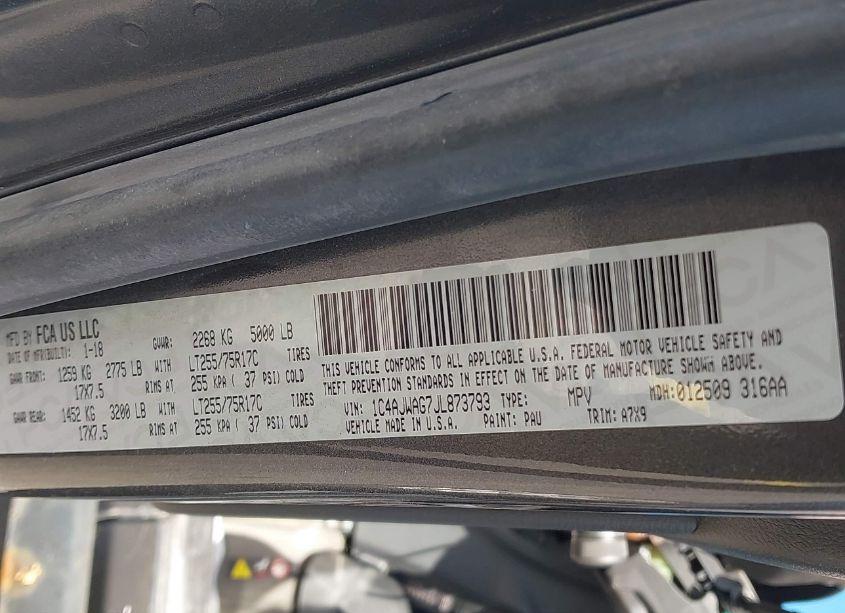 MFD BY FCA US LLC
DATE OF MFR(BUILT): 1-18 GVWR: 2268 KG 5000 LB
GAWR FRONT: 1259 KG 2775 LB WITH LT255/75R17C TIRES
17X7.5 RIMS AT 255 KPA ( 37 PSI) COLD
GAWR REAR: 1452 KG 3200 LB WITH LT255/75R17C TIRES
17X7.5 RIMS AT 255 KPA ( 37 PSI) COLD
THIS VEHICLE CONFORMS TO ALL APPLICABLE U.S.A. FEDERAL MOTOR VEHICLE SAFETY AND
THEFT PREVENTION STANDARDS IN EFFECT ON THE DATE OF MANUFACTURE SHOWN ABOVE.
VIN: 1C4AJWAG7JL873793 TYPE: MPV MDH:012509 316AA
VEHICLE MADE IN U.S.A. PAINT: PAU TRIM: A7X9